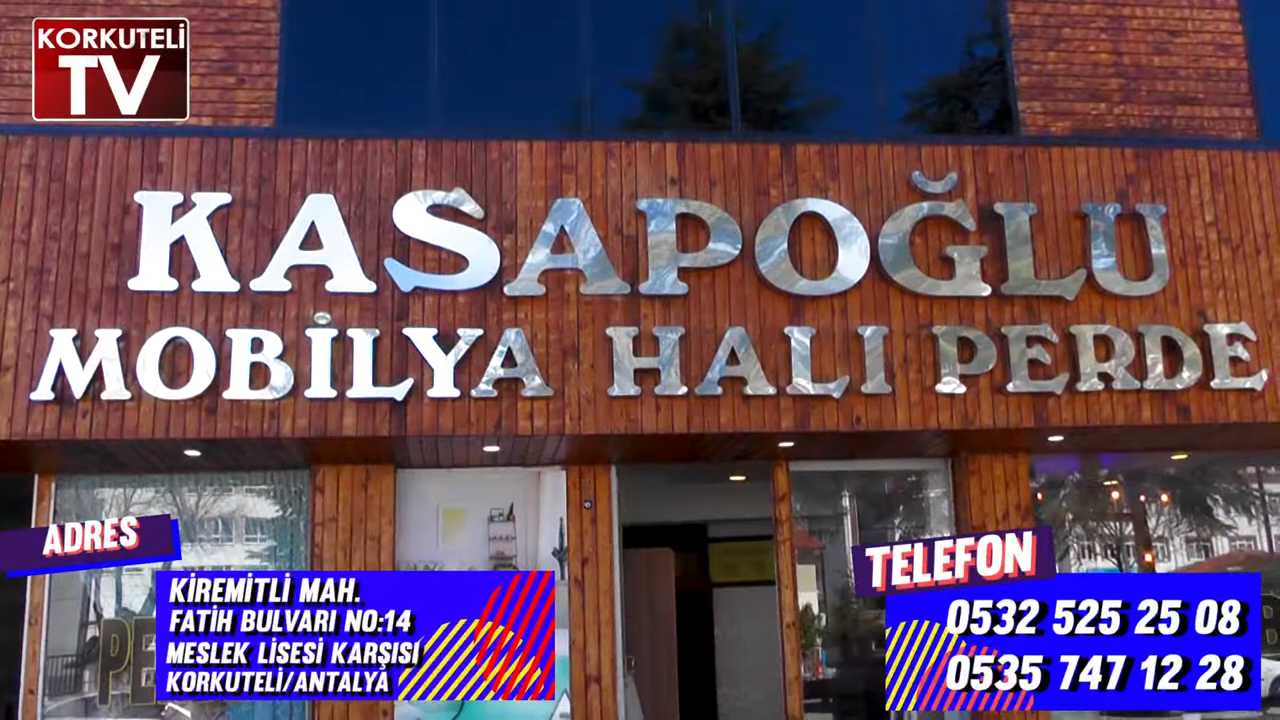 KORKUTELİ
TV
KASAPOĞLU
MOBİLYA HALI PERDE
ADRES
KİREMİTLİ MAH.
FATİH BULVARI NO:14
MESLEK LİSESİ KARŞISI
KORKUTELİ/ANTALYA
TELEFON
0532 525 25 08
0535 747 12 28